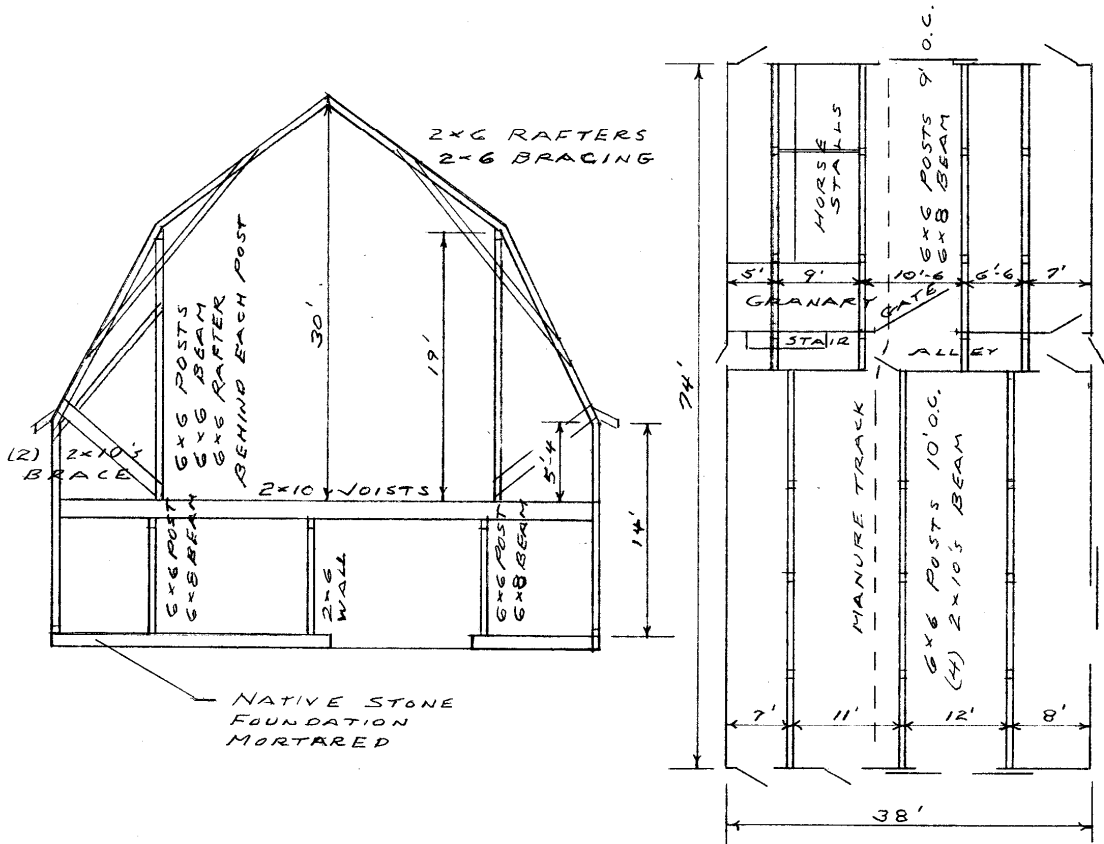 2×6 RAFTERS
2×6 BRACING
6×6 POSTS
6×6 BEAM
6×6 RAFTER
BEHIND EACH POST
30'
19'
5'-4
14'
(2) 2×10's
BRACE
2×10 JOISTS
6×6 POST
6×8 BEAM
2×6
WALL
6×6 POST
6×8 BEAM
NATIVE STONE
FOUNDATION
MORTARED
74'
HORSE
STALLS
6×6 POSTS 9' O.C.
6×8 BEAM
5'
9'
10'-6
6'-6
7'
GRANARY
GATE
STAIR
ALLEY
MANURE TRACK
6×6 POSTS 10' O.C.
(4) 2×10's BEAM
7'
11'
12'
8'
38'